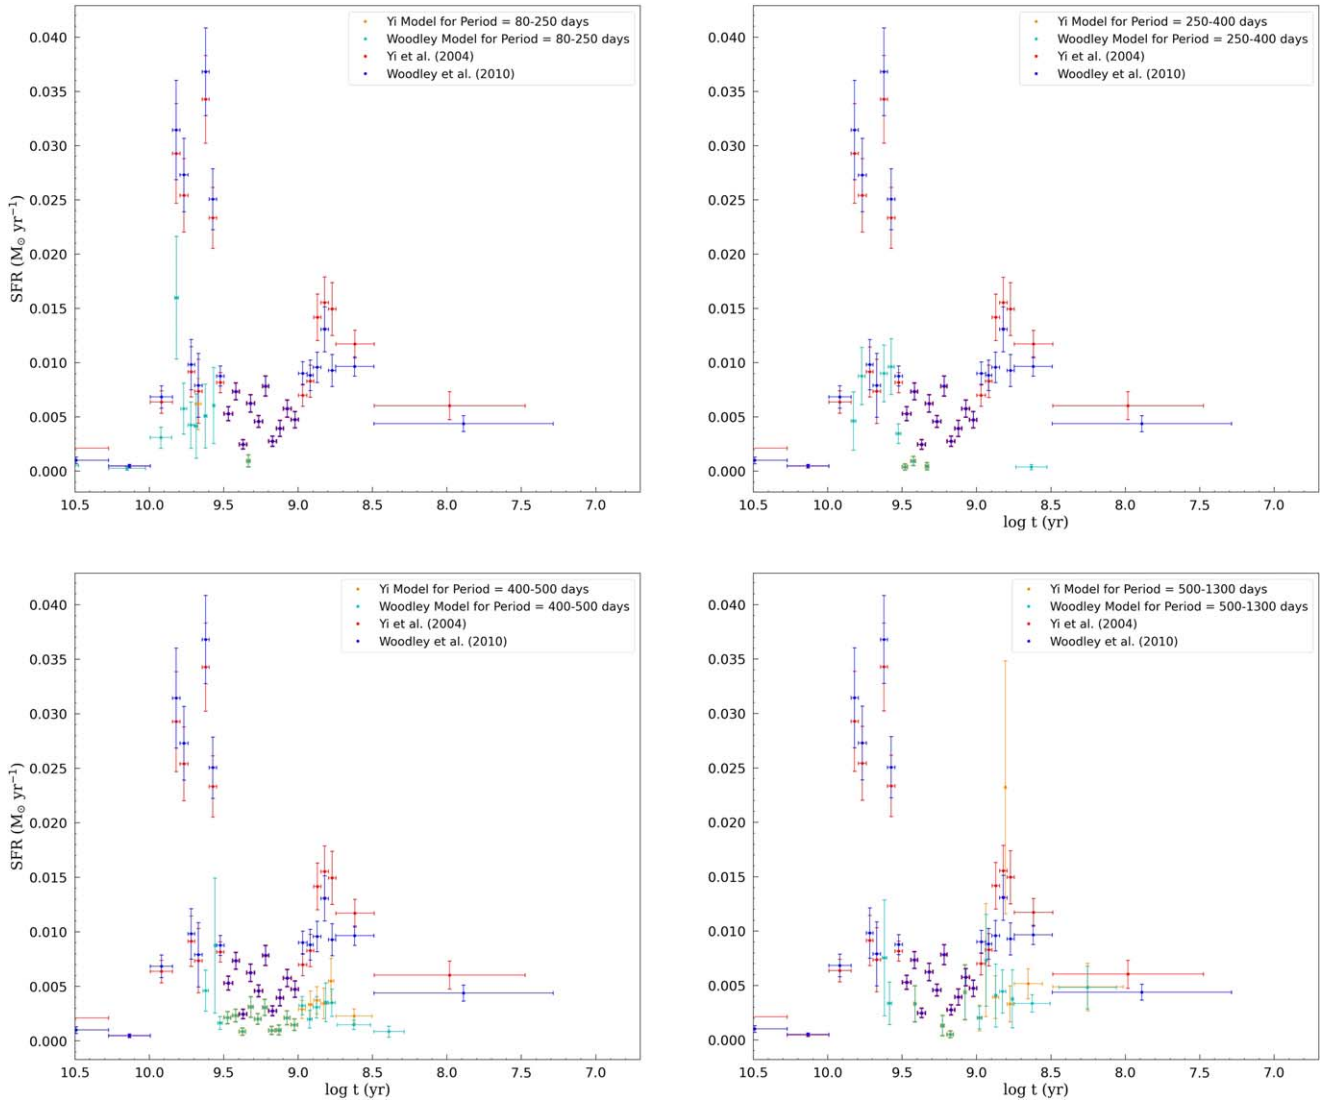 0.040
0.035
0.030
0.025
0.020
0.015
0.010
0.005
0.000
SFR (M⊙ yr⁻¹)
Yi Model for Period = 80-250 days
Woodley Model for Period = 80-250 days
Yi et al. (2004)
Woodley et al. (2010)
10.5 10.0 9.5 9.0 8.5 8.0 7.5 7.0
0.040
0.035
0.030
0.025
0.020
0.015
0.010
0.005
0.000
Yi Model for Period = 250-400 days
Woodley Model for Period = 250-400 days
Yi et al. (2004)
Woodley et al. (2010)
10.5 10.0 9.5 9.0 8.5 8.0 7.5 7.0
log t (yr)
0.040
0.035
0.030
0.025
0.020
0.015
0.010
0.005
0.000
SFR (M⊙ yr⁻¹)
Yi Model for Period = 400-500 days
Woodley Model for Period = 400-500 days
Yi et al. (2004)
Woodley et al. (2010)
10.5 10.0 9.5 9.0 8.5 8.0 7.5 7.0
log t (yr)
0.040
0.035
0.030
0.025
0.020
0.015
0.010
0.005
0.000
Yi Model for Period = 500-1300 days
Woodley Model for Period = 500-1300 days
Yi et al. (2004)
Woodley et al. (2010)
10.5 10.0 9.5 9.0 8.5 8.0 7.5 7.0
log t (yr)